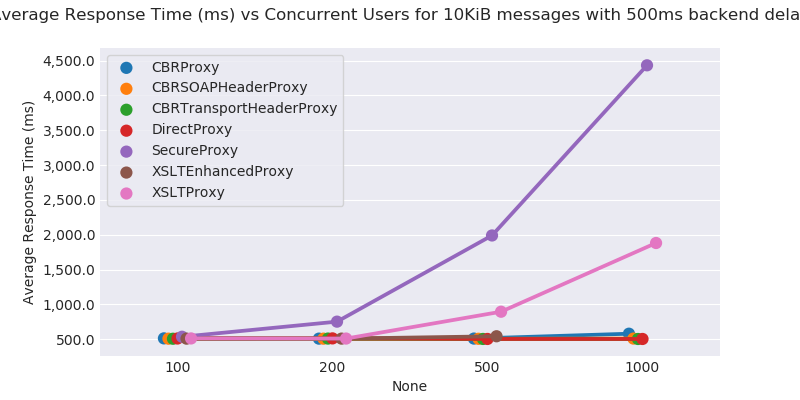 verage Response Time (ms) vs Concurrent Users for 10KiB messages with 500ms backend dela
Average Response Time (ms)
4,500.0
4,000.0
3,500.0
3,000.0
2,500.0
2,000.0
1,500.0
1,000.0
500.0
CBRProxy
CBRSOAPHeaderProxy
CBRTransportHeaderProxy
DirectProxy
SecureProxy
XSLTEnhancedProxy
XSLTProxy
100 200 500 1000
None